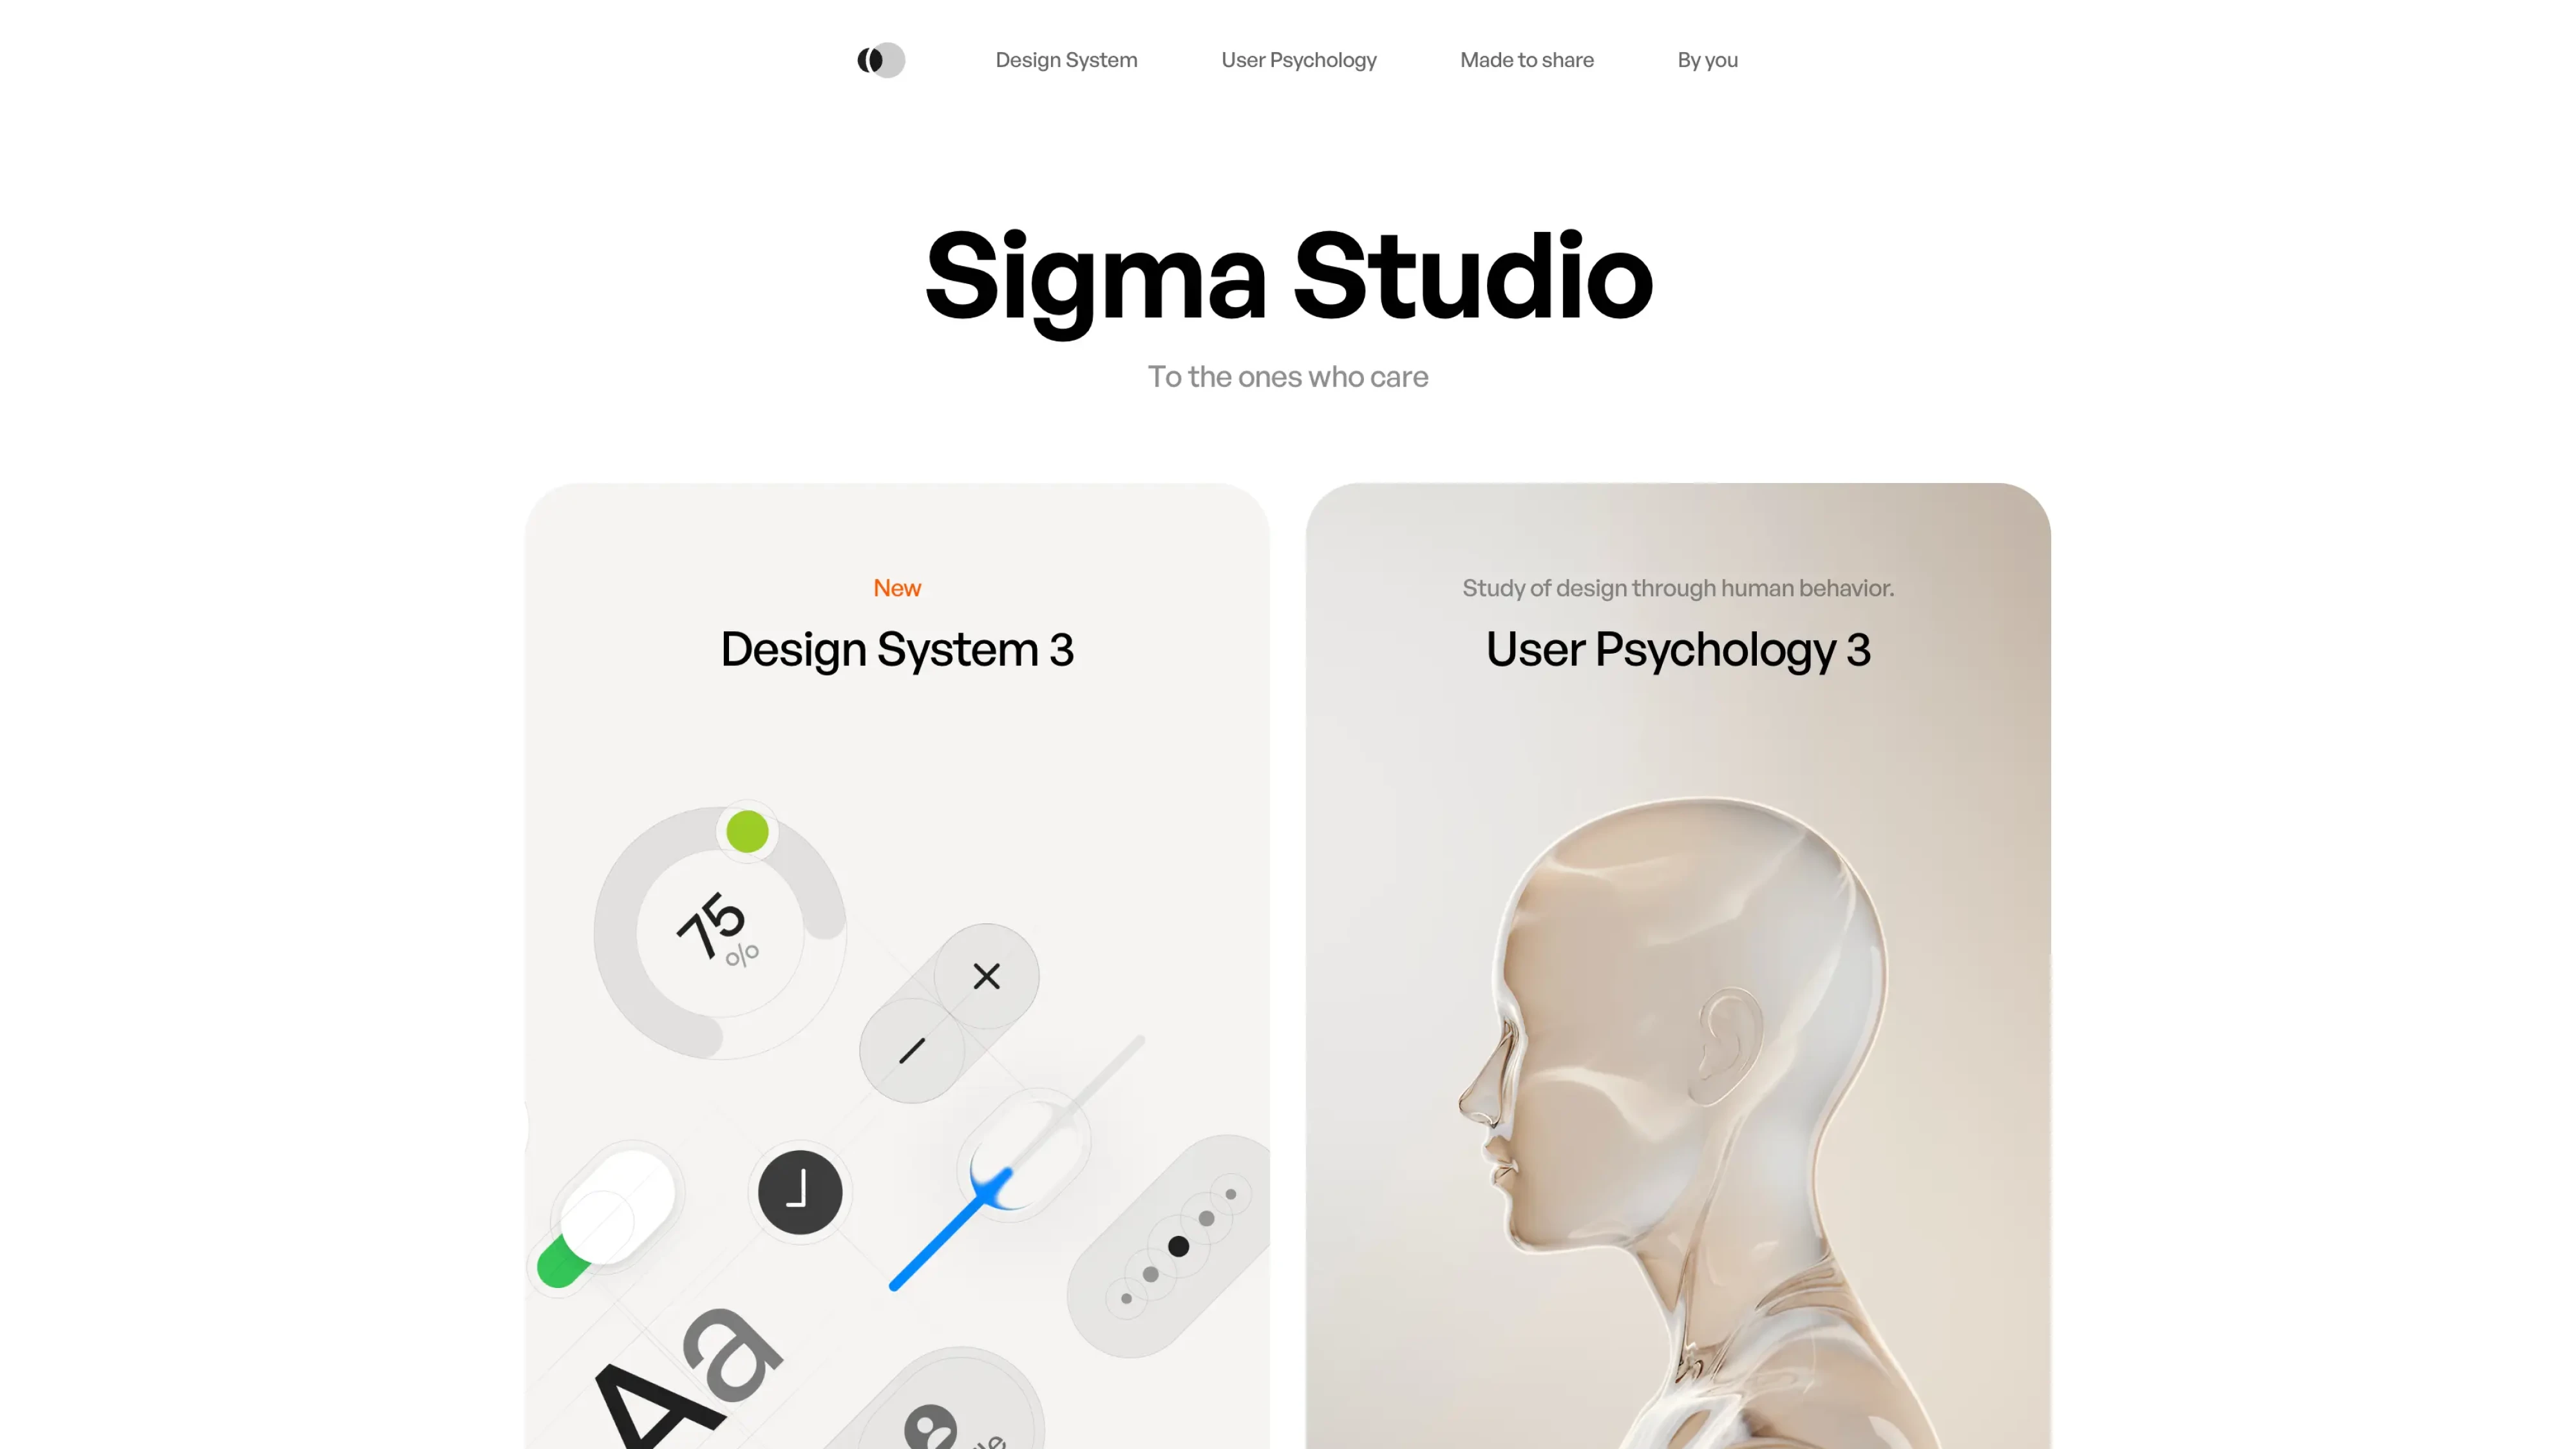 Design System
User Psychology
Made to share
By you
Sigma Studio
To the ones who care
New
Design System 3
Study of design through human behavior.
User Psychology 3
75
%
Aa